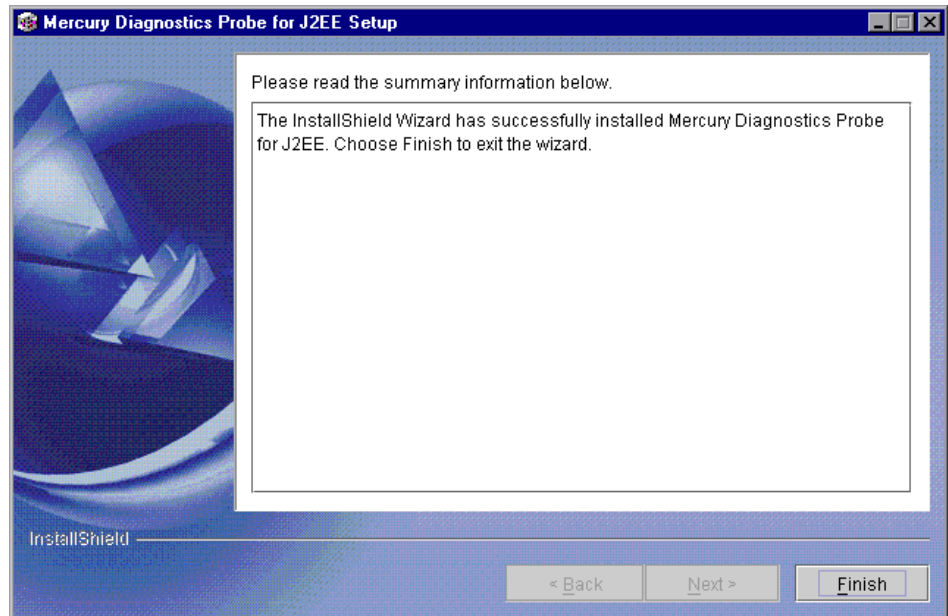 Mercury Diagnostics Probe for J2EE Setup
Please read the summary information below.
The InstallShield Wizard has successfully installed Mercury Diagnostics Probe
for J2EE. Choose Finish to exit the wizard.
InstallShield
< Back Next > Finish